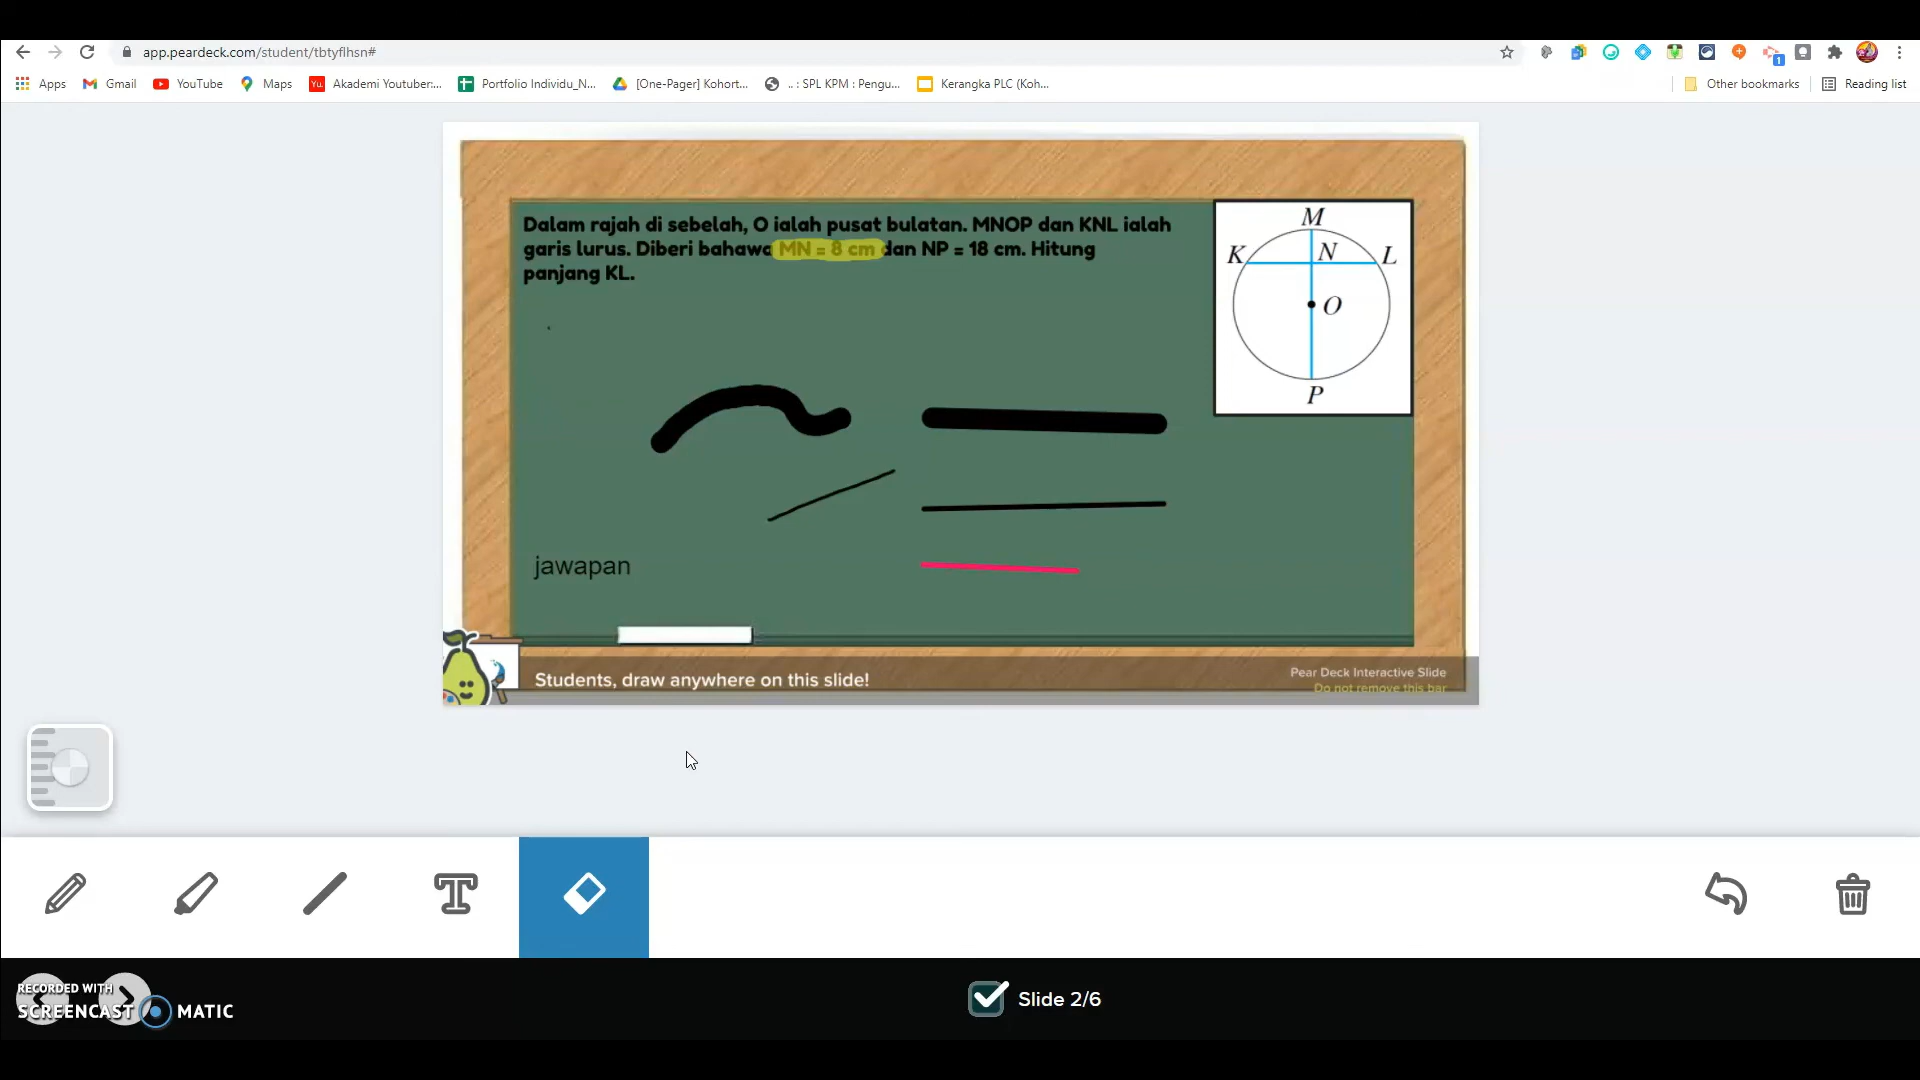 app.peardeck.com/student/tbtyflhsn#
Apps Gmail YouTube Maps Yu. Akademi Youtuber:... Portfolio Individu_N... [One-Pager] Kohort... .. : SPL KPM : Pengu... Kerangka PLC (Koh... Other bookmarks Reading list
Dalam rajah di sebelah, O ialah pusat bulatan. MNOP dan KNL ialah
garis lurus. Diberi bahawa MN = 8 cm dan NP = 18 cm. Hitung
panjang KL.
M
K N L
O
P
jawapan
Students, draw anywhere on this slide!
Pear Deck Interactive Slide
Do not remove this bar
T
RECORDED WITH
SCREENCAST MATIC
Slide 2/6
1